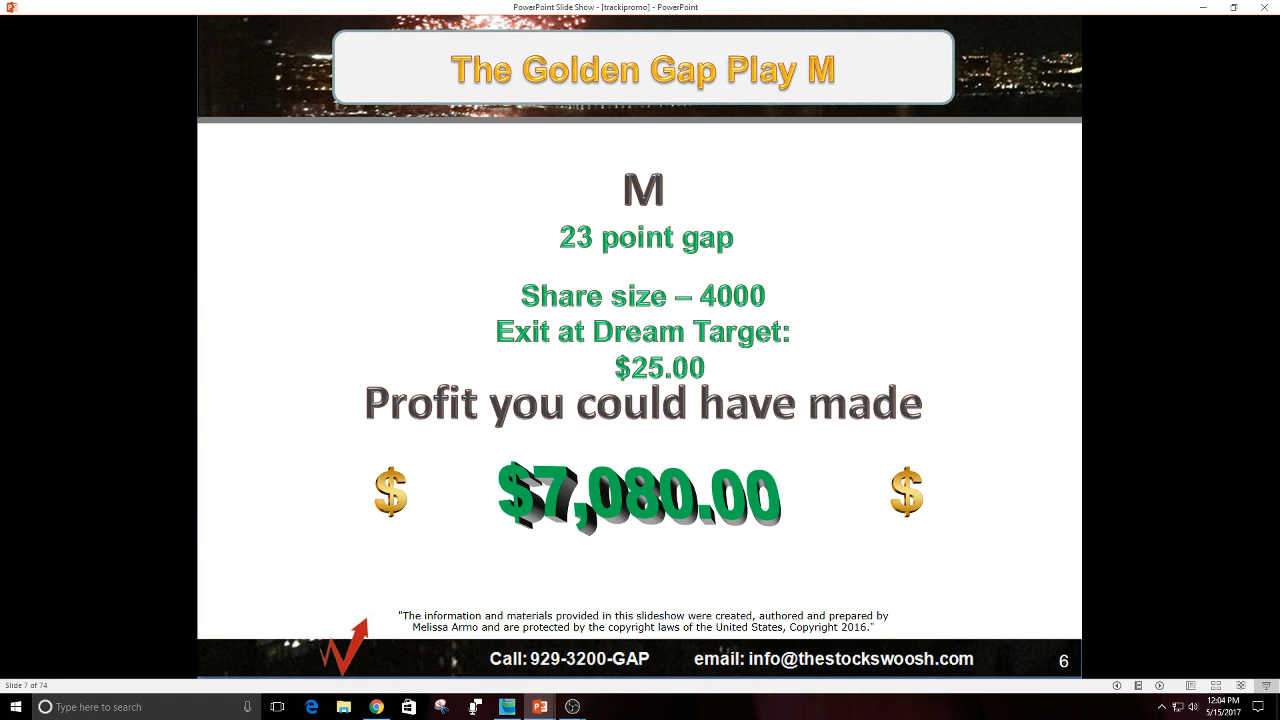 PowerPoint Slide Show - [trackipromo] - PowerPoint
The Golden Gap Play M
M
23 point gap
Share size – 4000
Exit at Dream Target:
$25.00
Profit you could have made
$ $7,080.00 $
"The information and materials provided in this slideshow were created, authored and prepared by
Melissa Armo and are protected by the copyright laws of the United States, Copyright 2016."
Call: 929-3200-GAP email: info@thestockswoosh.com 6
Slide 7 of 74
Type here to search
12:04 PM
5/15/2017